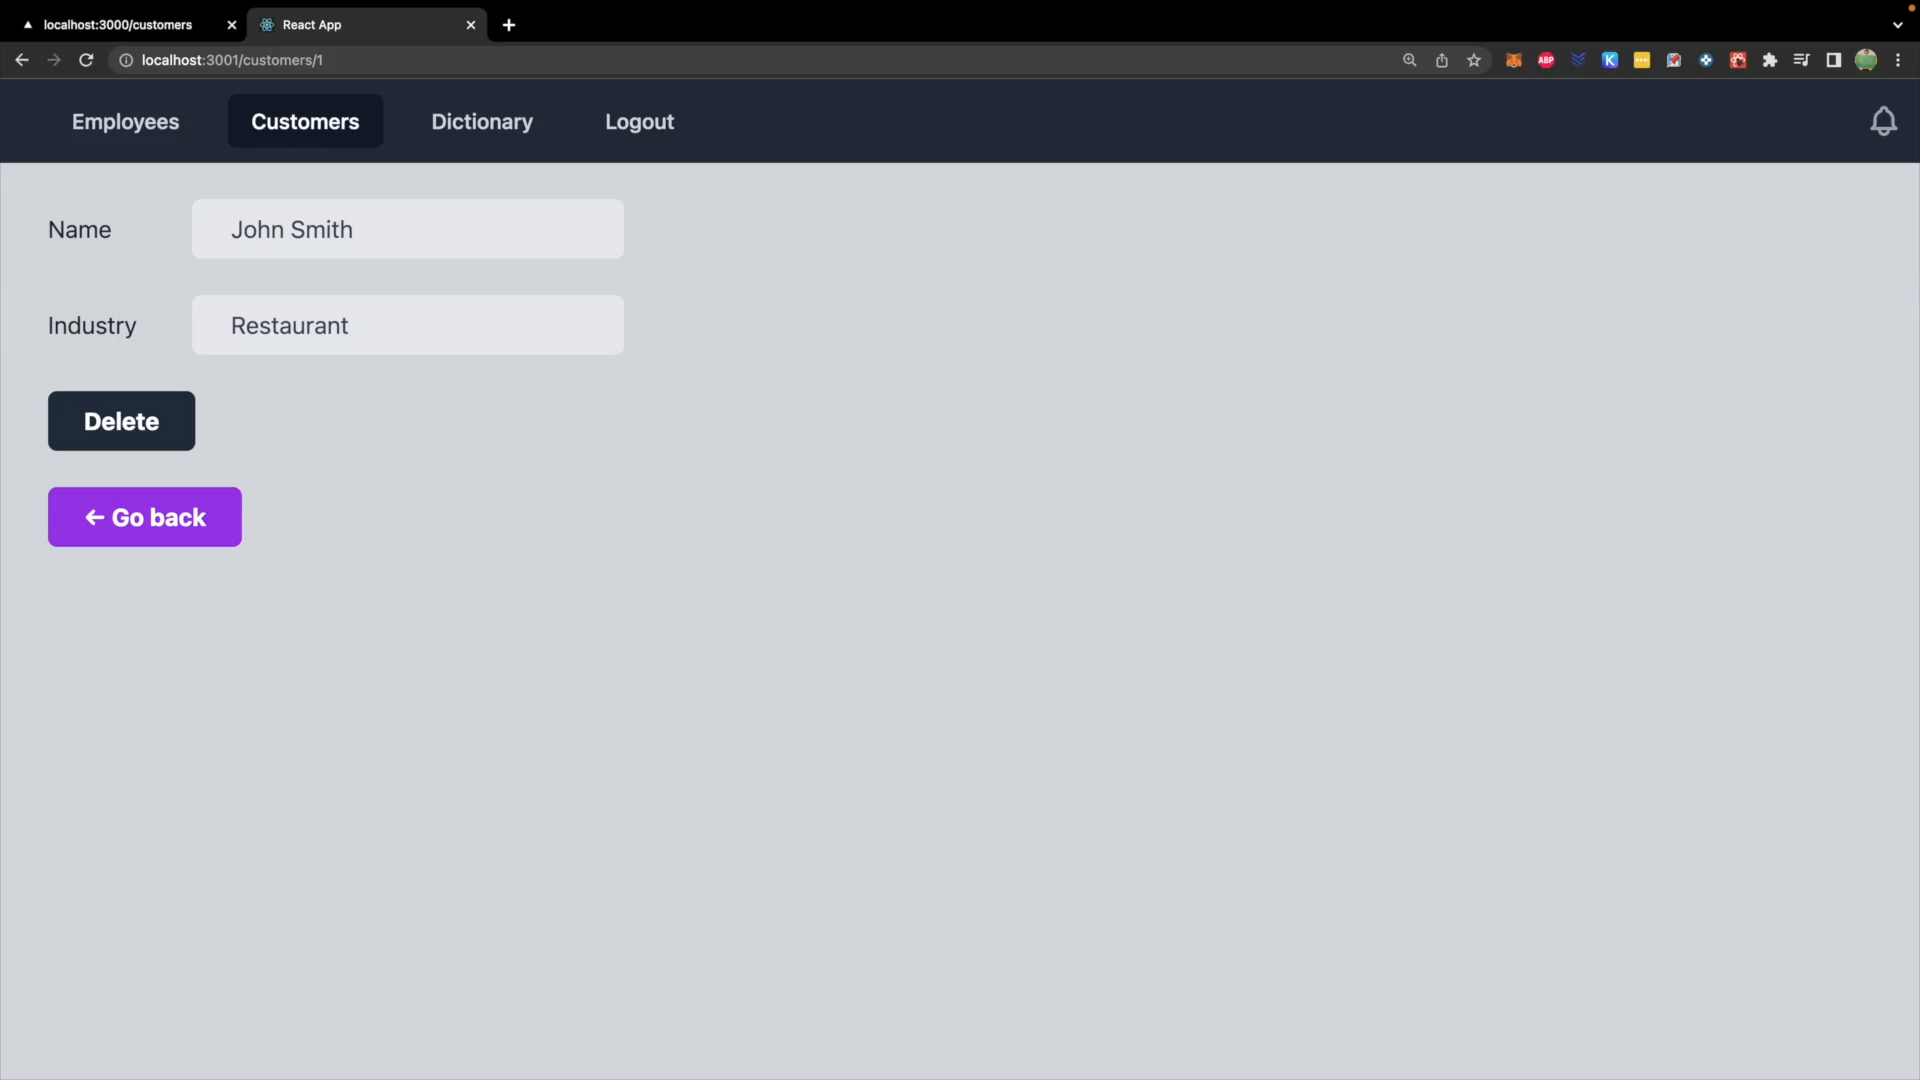 localhost:3000/customers
React App
localhost:3001/customers/1
ABP
K
Employees
Customers
Dictionary
Logout
Name
John Smith
Industry
Restaurant
Delete
← Go back